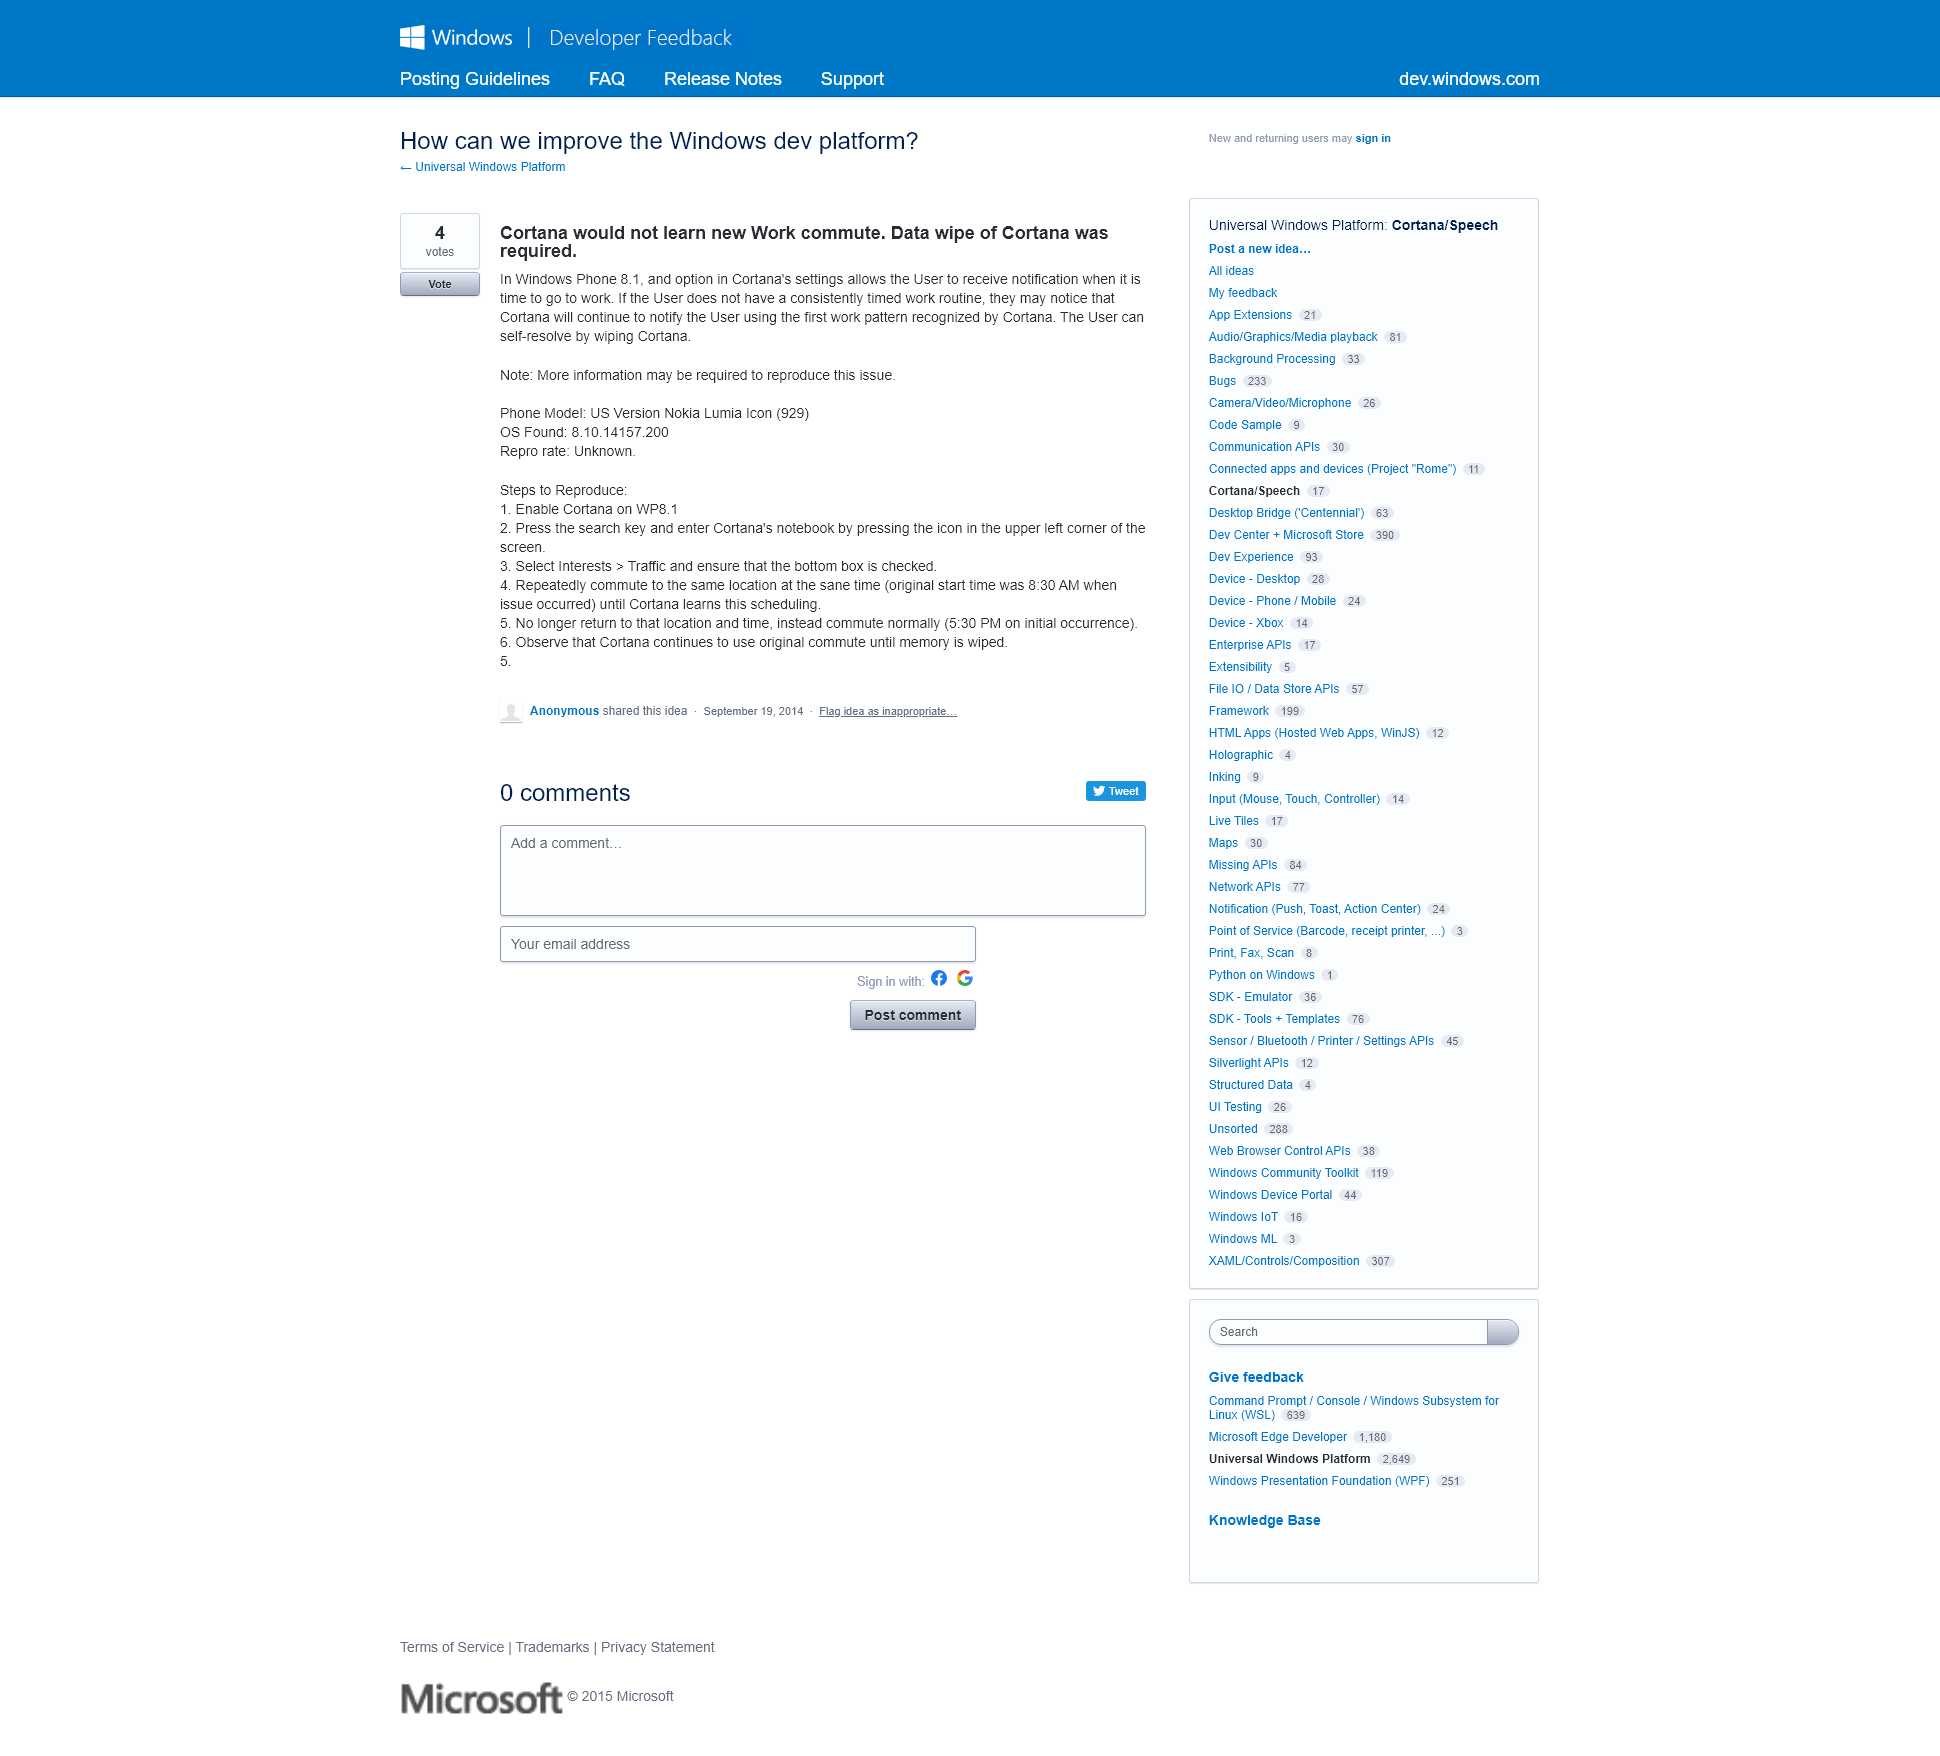 Windows | Developer Feedback
Posting Guidelines FAQ Release Notes Support dev.windows.com
How can we improve the Windows dev platform?
← Universal Windows Platform
New and returning users may sign in
4
votes
Vote
Cortana would not learn new Work commute. Data wipe of Cortana was
required.
In Windows Phone 8.1, and option in Cortana's settings allows the User to receive notification when it is
time to go to work. If the User does not have a consistently timed work routine, they may notice that
Cortana will continue to notify the User using the first work pattern recognized by Cortana. The User can
self-resolve by wiping Cortana.
Note: More information may be required to reproduce this issue.
Phone Model: US Version Nokia Lumia Icon (929)
OS Found: 8.10.14157.200
Repro rate: Unknown.
Steps to Reproduce:
1. Enable Cortana on WP8.1
2. Press the search key and enter Cortana's notebook by pressing the icon in the upper left corner of the
screen.
3. Select Interests > Traffic and ensure that the bottom box is checked.
4. Repeatedly commute to the same location at the sane time (original start time was 8:30 AM when
issue occurred) until Cortana learns this scheduling.
5. No longer return to that location and time, instead commute normally (5:30 PM on initial occurrence).
6. Observe that Cortana continues to use original commute until memory is wiped.
5.
Anonymous shared this idea · September 19, 2014 · Flag idea as inappropriate…
0 comments
Tweet
Add a comment…
Your email address
Sign in with:
Post comment
Universal Windows Platform: Cortana/Speech
Post a new idea…
All ideas
My feedback
App Extensions 21
Audio/Graphics/Media playback 81
Background Processing 33
Bugs 233
Camera/Video/Microphone 26
Code Sample 9
Communication APIs 30
Connected apps and devices (Project "Rome") 11
Cortana/Speech 17
Desktop Bridge ('Centennial') 63
Dev Center + Microsoft Store 390
Dev Experience 93
Device - Desktop 28
Device - Phone / Mobile 24
Device - Xbox 14
Enterprise APIs 17
Extensibility 5
File IO / Data Store APIs 57
Framework 199
HTML Apps (Hosted Web Apps, WinJS) 12
Holographic 4
Inking 9
Input (Mouse, Touch, Controller) 14
Live Tiles 17
Maps 30
Missing APIs 84
Network APIs 77
Notification (Push, Toast, Action Center) 24
Point of Service (Barcode, receipt printer, ...) 3
Print, Fax, Scan 8
Python on Windows 1
SDK - Emulator 36
SDK - Tools + Templates 76
Sensor / Bluetooth / Printer / Settings APIs 45
Silverlight APIs 12
Structured Data 4
UI Testing 26
Unsorted 288
Web Browser Control APIs 38
Windows Community Toolkit 119
Windows Device Portal 44
Windows IoT 16
Windows ML 3
XAML/Controls/Composition 307
Search
Give feedback
Command Prompt / Console / Windows Subsystem for
Linux (WSL) 639
Microsoft Edge Developer 1,180
Universal Windows Platform 2,649
Windows Presentation Foundation (WPF) 251
Knowledge Base
Terms of Service | Trademarks | Privacy Statement
Microsoft © 2015 Microsoft